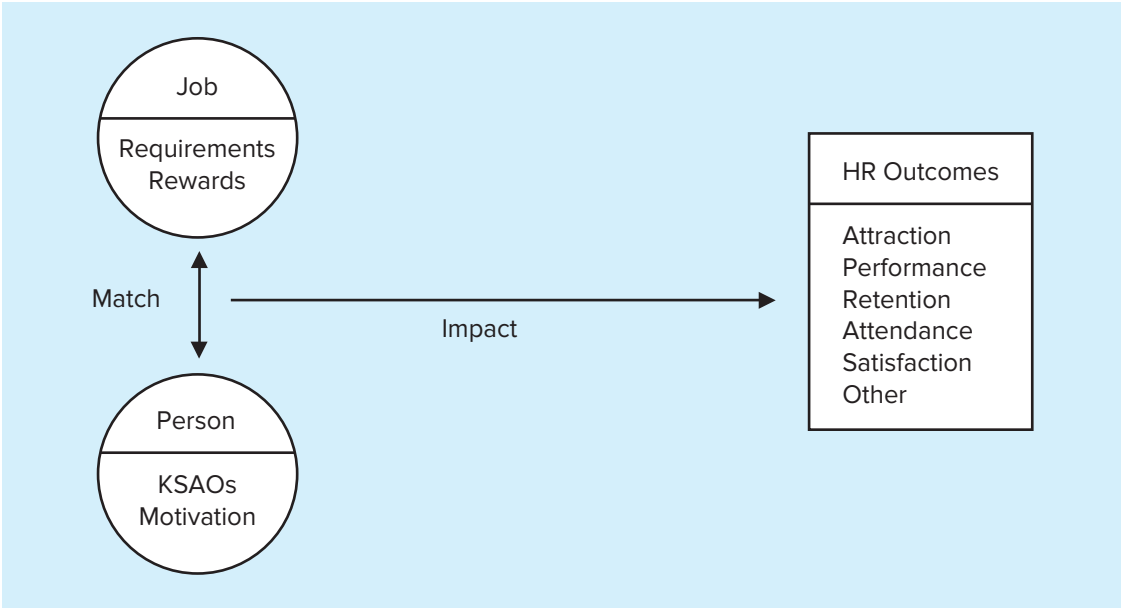 Job
Requirements
Rewards
Match
Impact
Person
KSAOs
Motivation
HR Outcomes
Attraction
Performance
Retention
Attendance
Satisfaction
Other